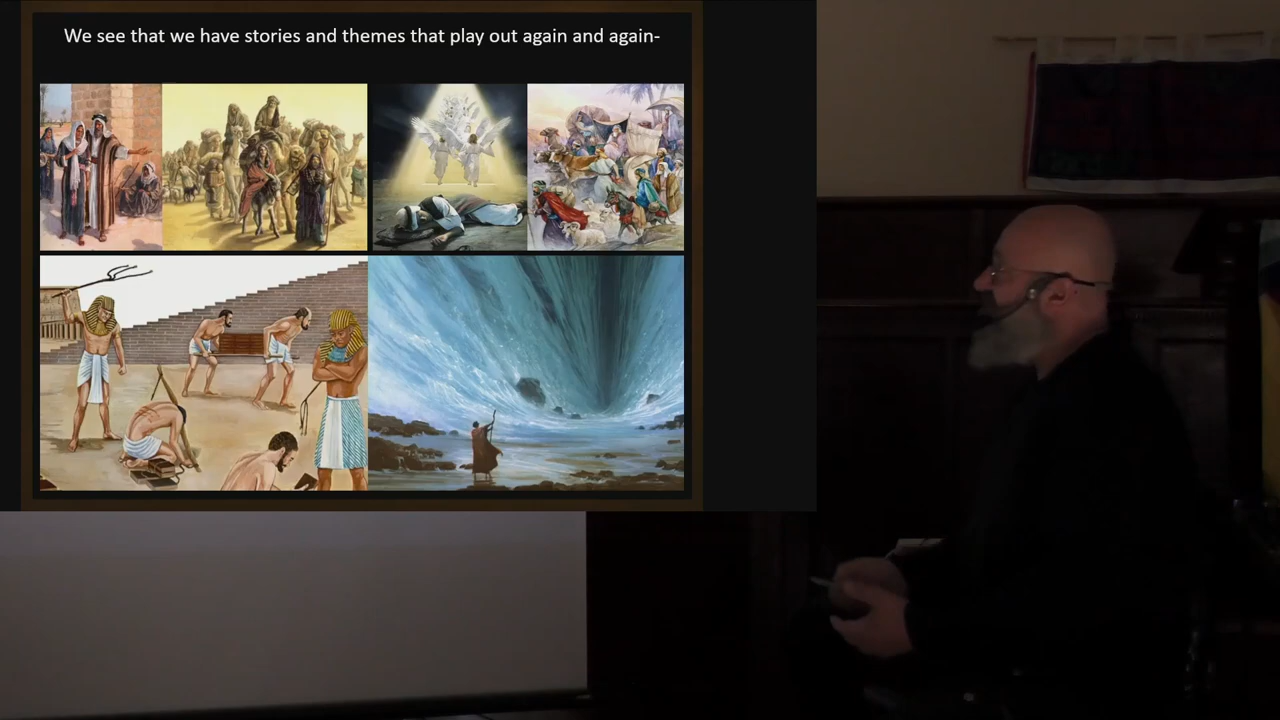 We see that we have stories and themes that play out again and again-